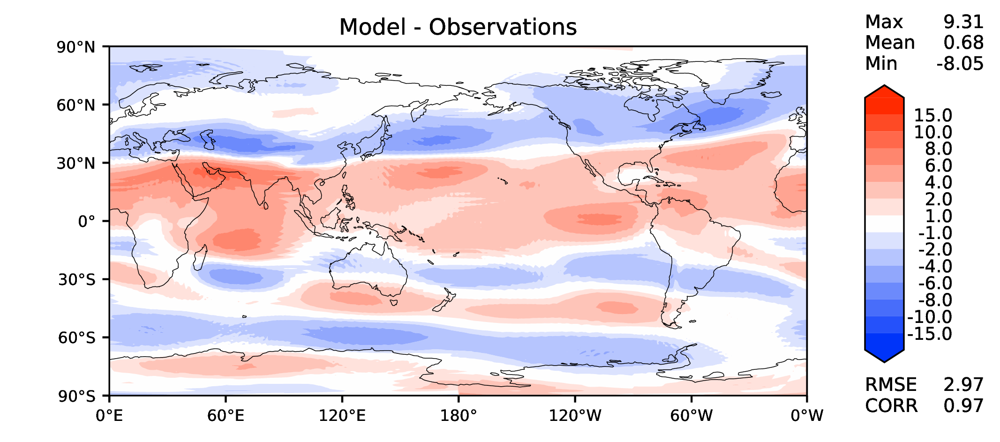 Model - Observations
Max 9.31
Mean 0.68
Min -8.05
90°N
60°N
30°N
0°
30°S
60°S
90°S
0°E 60°E 120°E 180° 120°W 60°W 0°W
15.0
10.0
8.0
6.0
4.0
2.0
1.0
-1.0
-2.0
-4.0
-6.0
-8.0
-10.0
-15.0
RMSE 2.97
CORR 0.97